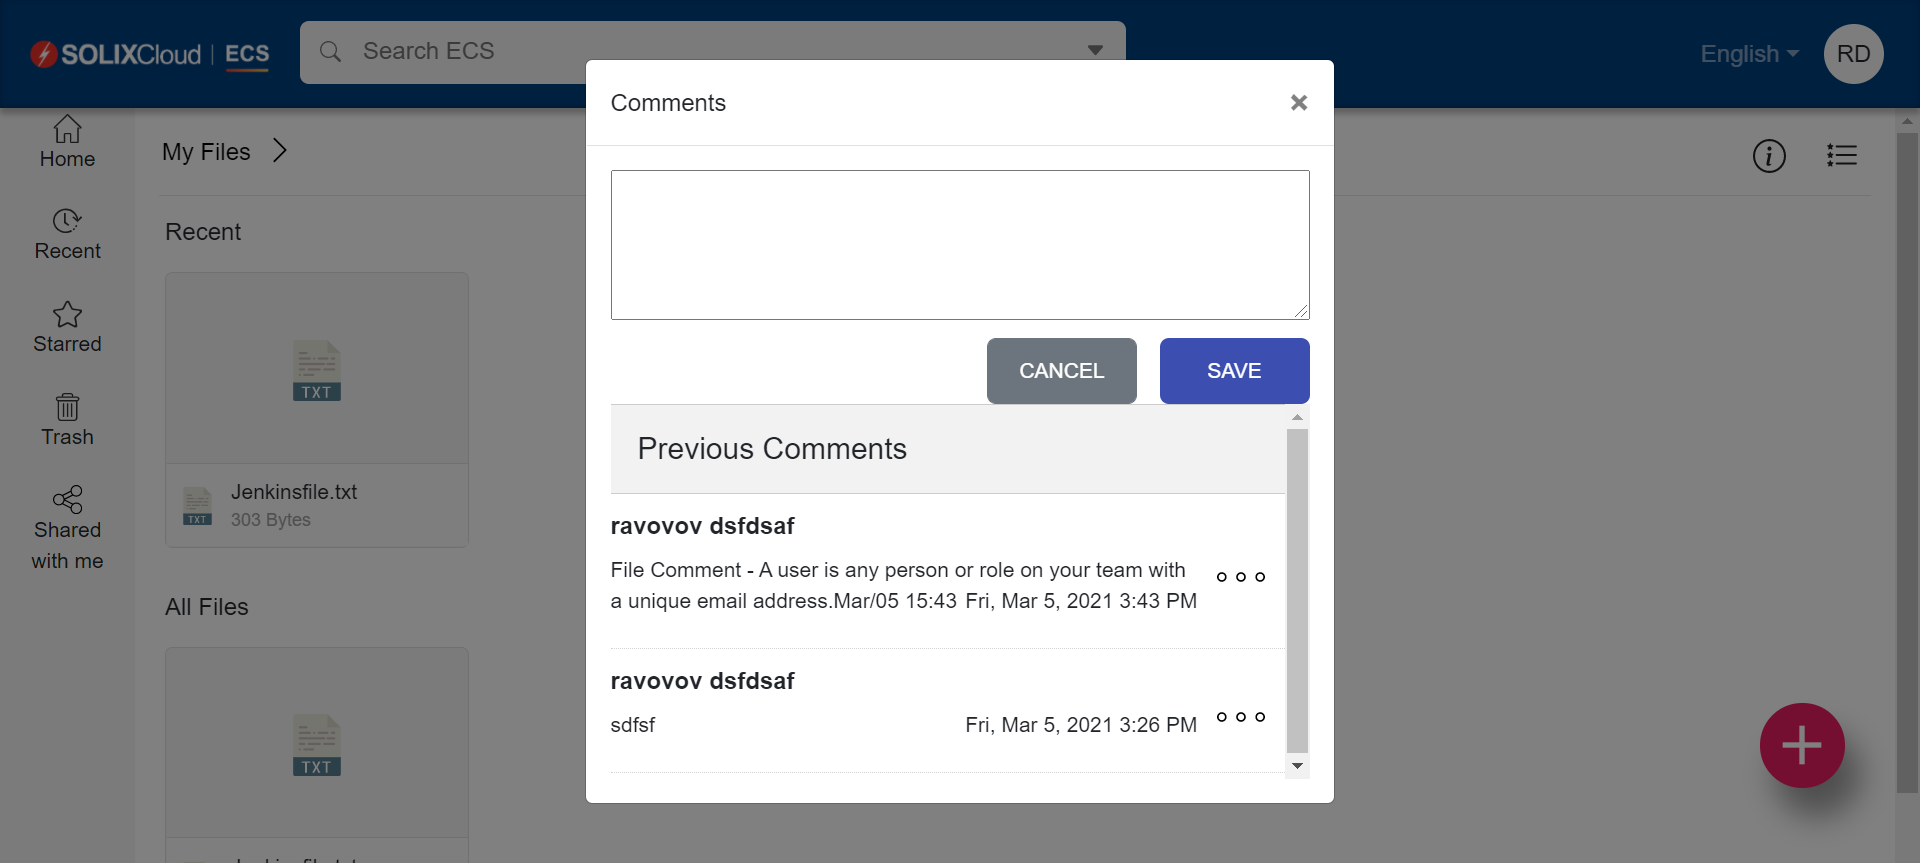 SOLIXCloud | ECS
Search ECS
English
RD
Home
Recent
Starred
Trash
Shared
with me
My Files
Recent
TXT
TXT
Jenkinsfile.txt
303 Bytes
All Files
TXT
Comments
×
CANCEL
SAVE
Previous Comments
ravovov dsfdsaf
File Comment - A user is any person or role on your team with
a unique email address.Mar/05 15:43 Fri, Mar 5, 2021 3:43 PM
ravovov dsfdsaf
sdfsf Fri, Mar 5, 2021 3:26 PM